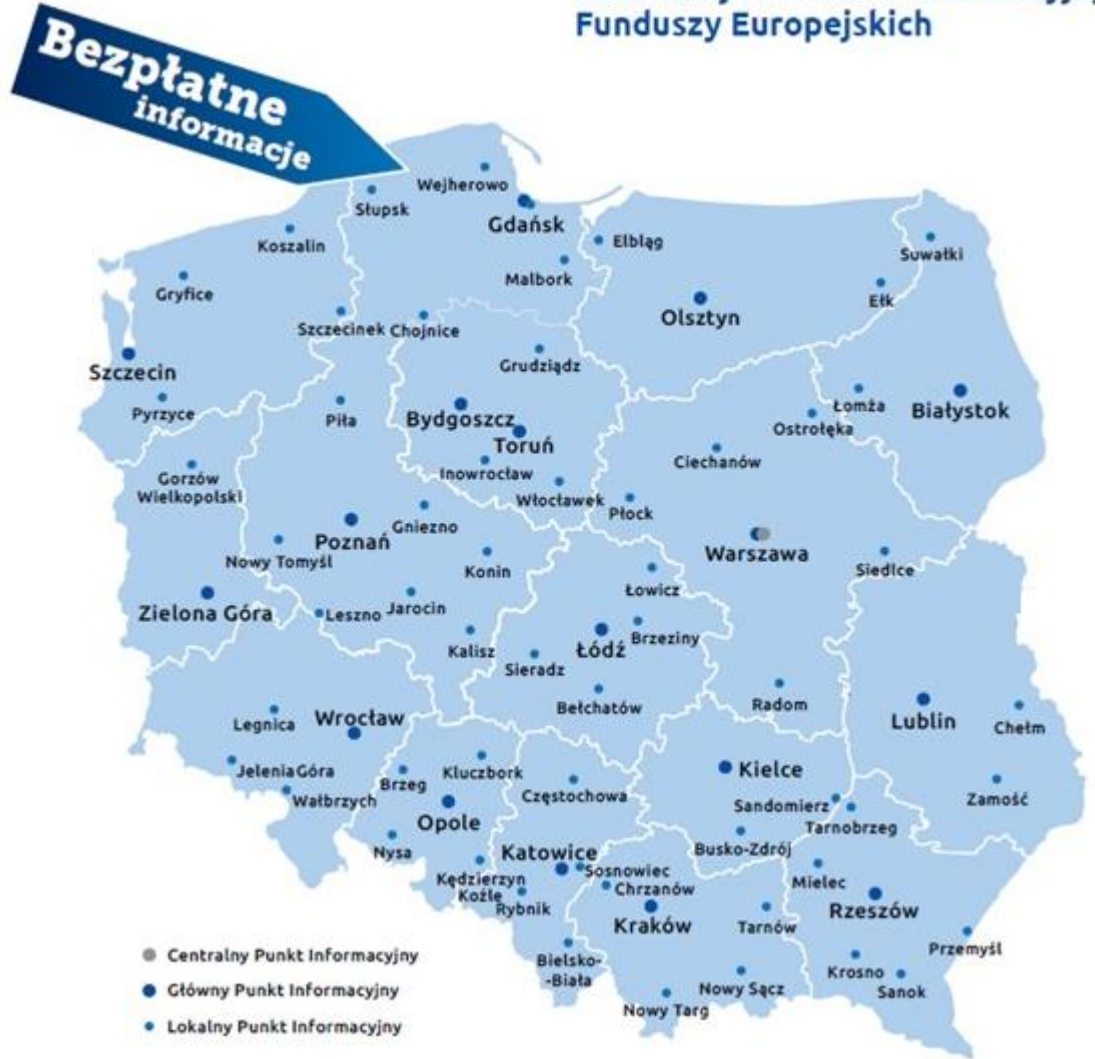 Funduszy Europejskich
Bezpłatne
informacje
Wejherowo
Słupsk
Gdańsk
Koszalin
Elbląg
Suwałki
Malbork
Gryfice
Ełk
Olsztyn
Szczecinek
Chojnice
Grudziądz
Szczecin
Pyrzyce
Piła
Bydgoszcz
Łomża
Białystok
Ostrołęka
Toruń
Ciechanów
Inowrocław
Gorzów
Wielkopolski
Włocławek
Płock
Gniezno
Poznań
Nowy Tomyśl
Warszawa
Konin
Siedlce
Łowicz
Zielona Góra
Leszno
Jarocin
Brzeziny
Kalisz
Łódź
Sieradz
Bełchatów
Radom
Legnica
Wrocław
Lublin
Chełm
Jelenia Góra
Brzeg
Kluczbork
Kielce
Częstochowa
Wałbrzych
Sandomierz
Zamość
Opole
Tarnobrzeg
Nysa
Busko-Zdrój
Katowice
Sosnowiec
Mielec
Kędzierzyn
Koźle
Chrzanów
Rybnik
Rzeszów
Kraków
Tarnów
Przemyśl
Bielsko-
-Biała
Krosno
Nowy Sącz
Sanok
Nowy Targ
Centralny Punkt Informacyjny
Główny Punkt Informacyjny
Lokalny Punkt Informacyjny